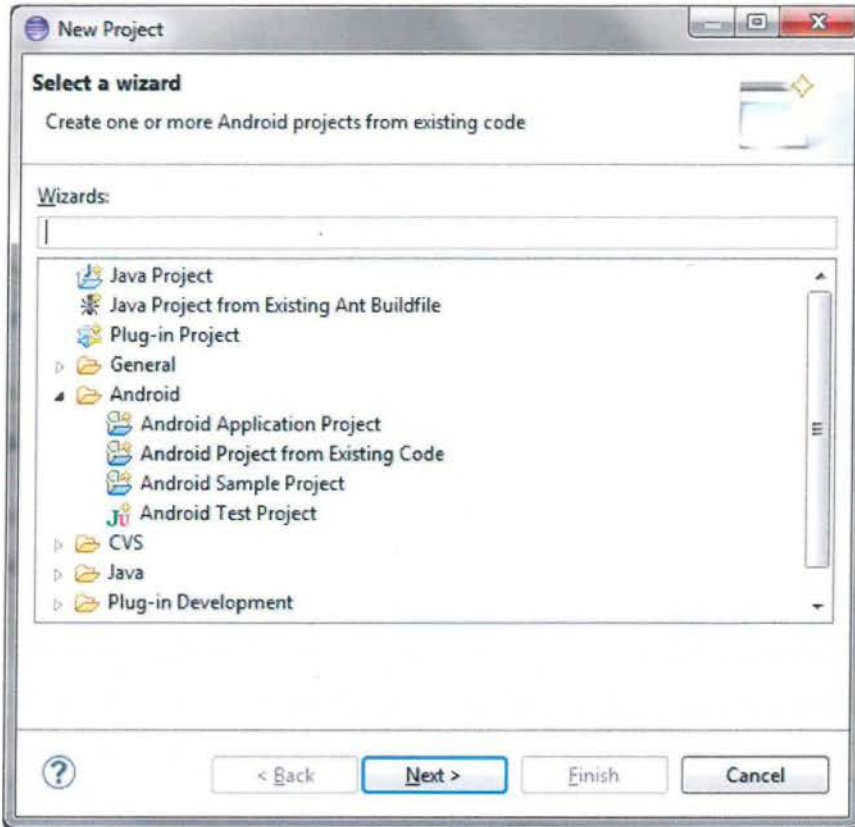 New Project
Select a wizard
Create one or more Android projects from existing code
Wizards:
Java Project
Java Project from Existing Ant Buildfile
Plug-in Project
General
Android
Android Application Project
Android Project from Existing Code
Android Sample Project
JU Android Test Project
CVS
Java
Plug-in Development
? < Back Next > Finish Cancel